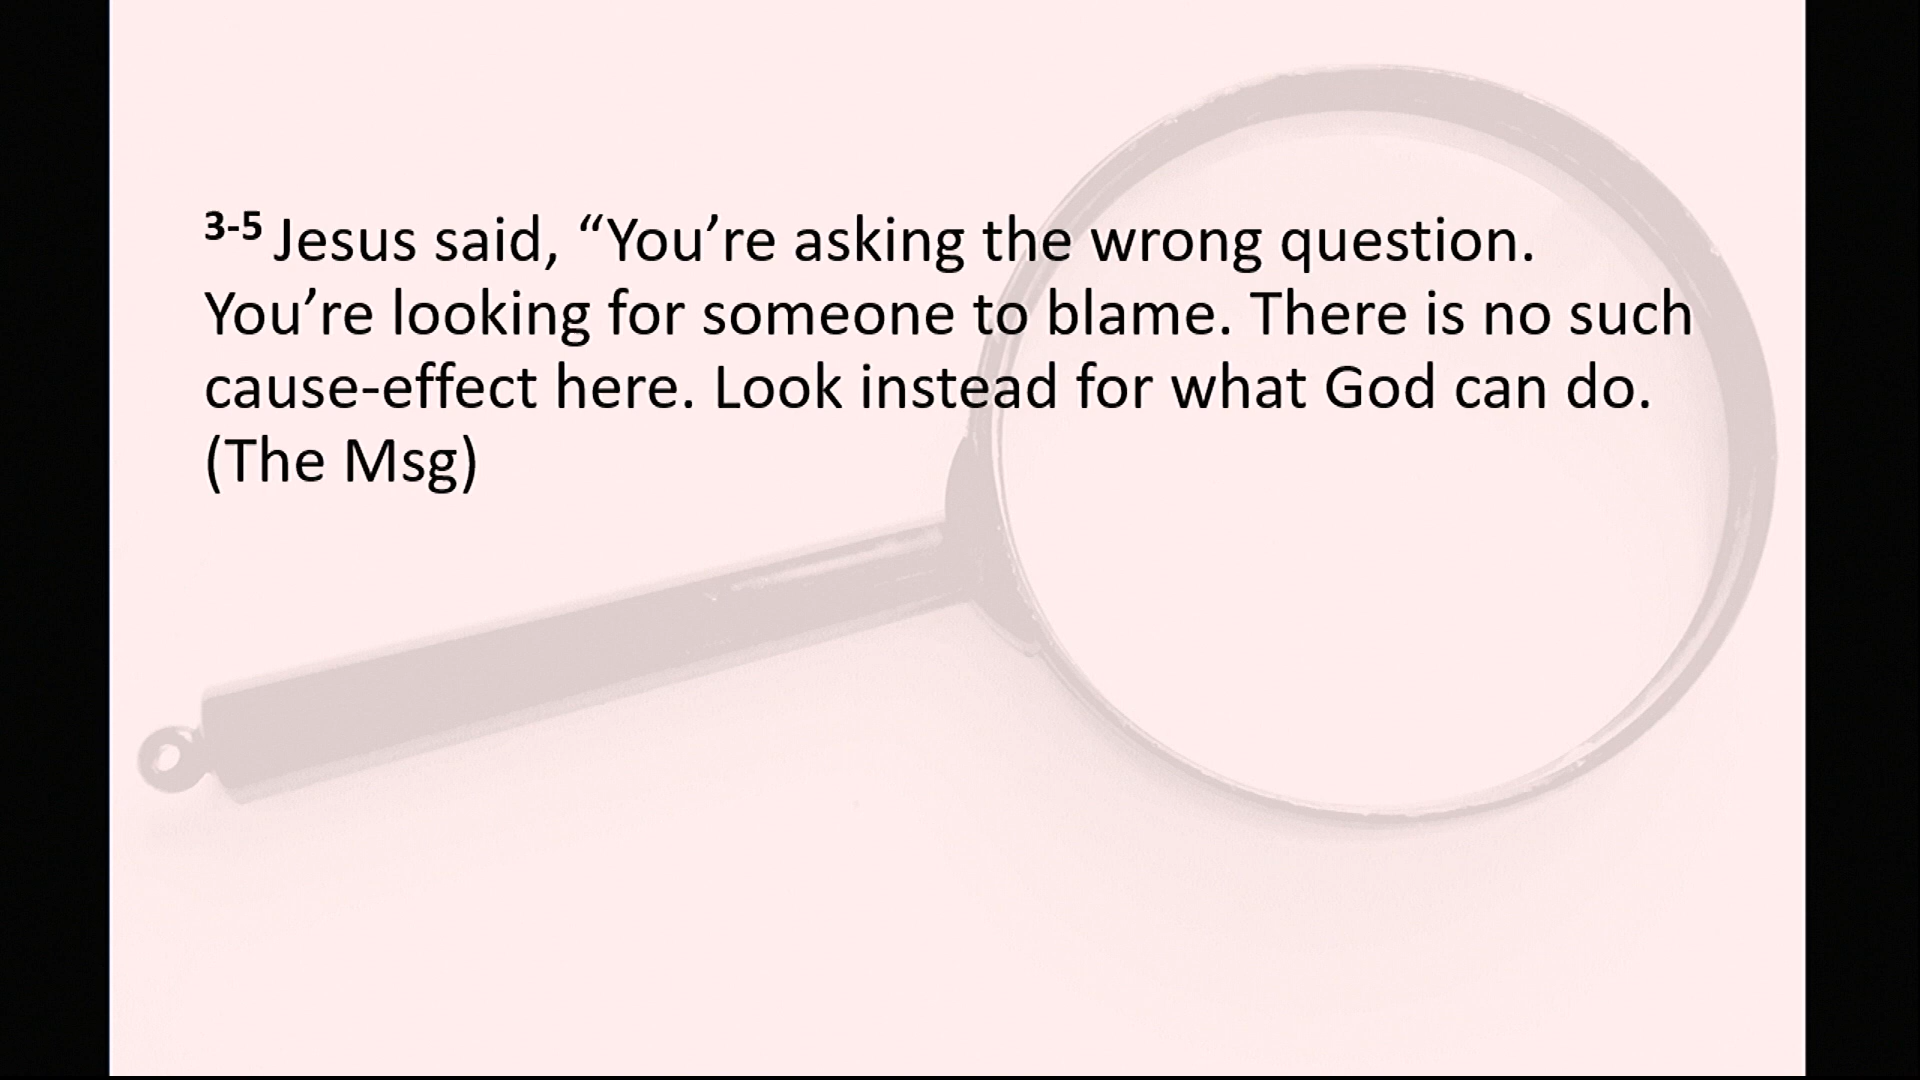 3-5 Jesus said, “You’re asking the wrong question.
You’re looking for someone to blame. There is no such
cause-effect here. Look instead for what God can do.
(The Msg)